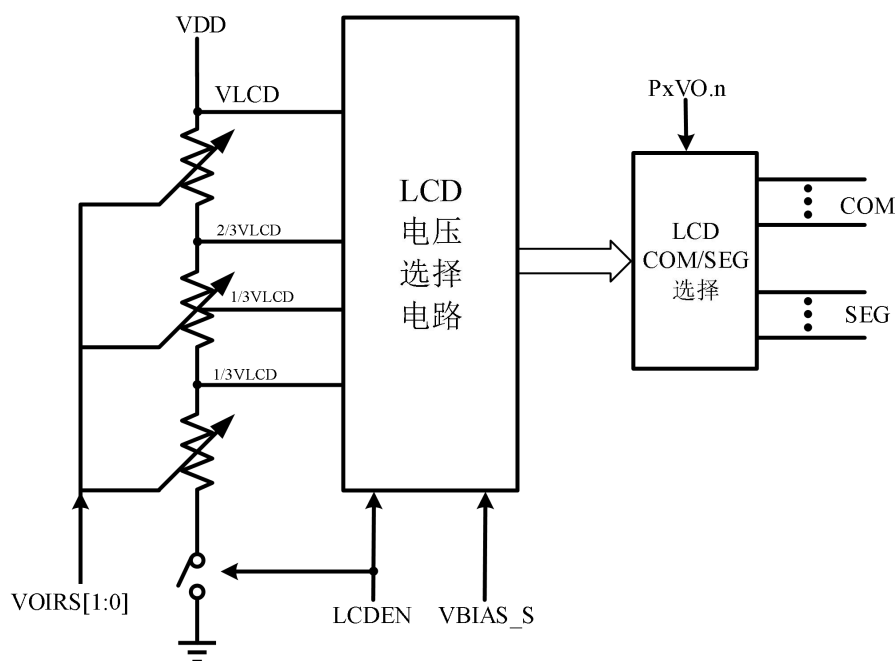 VDD
VLCD
PxVO.n
LCD
电压
选择
电路
2/3VLCD
1/3VLCD
1/3VLCD
LCD
COM/SEG
选择
COM
SEG
VOIRS[1:0]
LCDEN
VBIAS_S